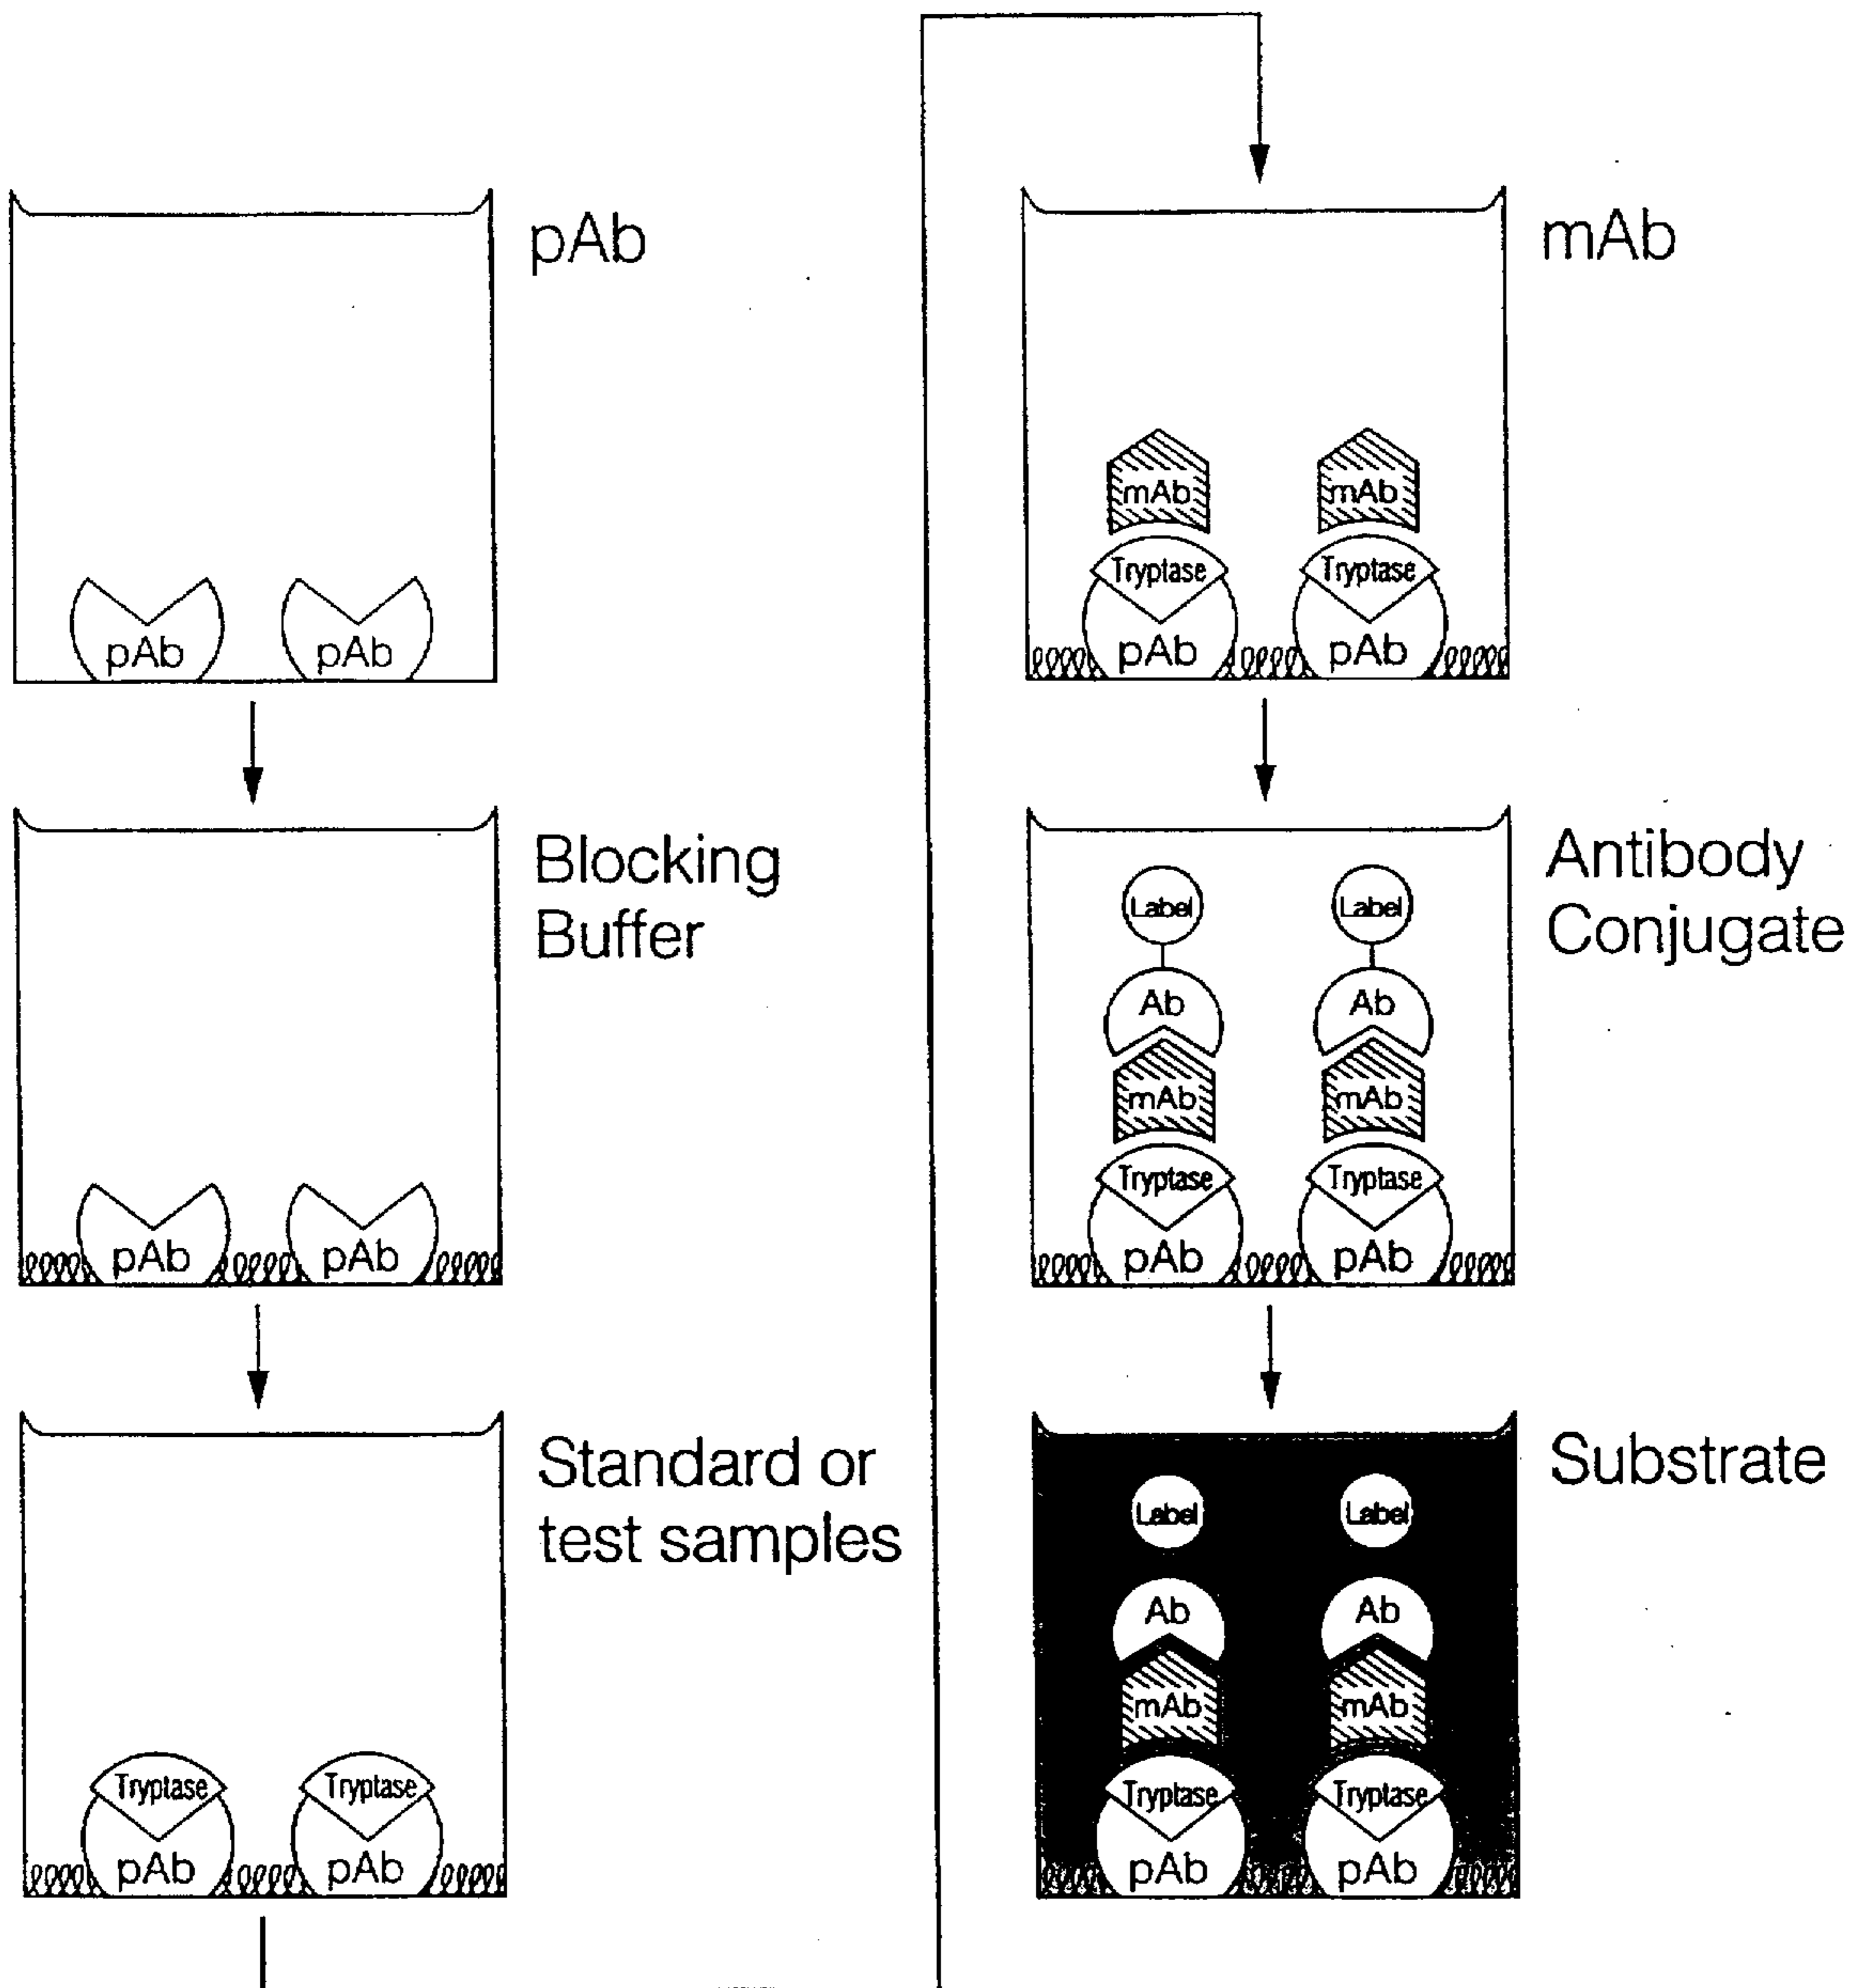 pAb
pAb pAb
Blocking
Buffer
pAb pAb
Standard or
test samples
Tryptase Tryptase
pAb pAb
mAb
mAb mAb
Tryptase Tryptase
pAb pAb
Antibody
Conjugate
Label Label
Ab Ab
mAb mAb
Tryptase Tryptase
pAb pAb
Substrate
Label Label
Ab Ab
mAb mAb
Tryptase Tryptase
pAb pAb